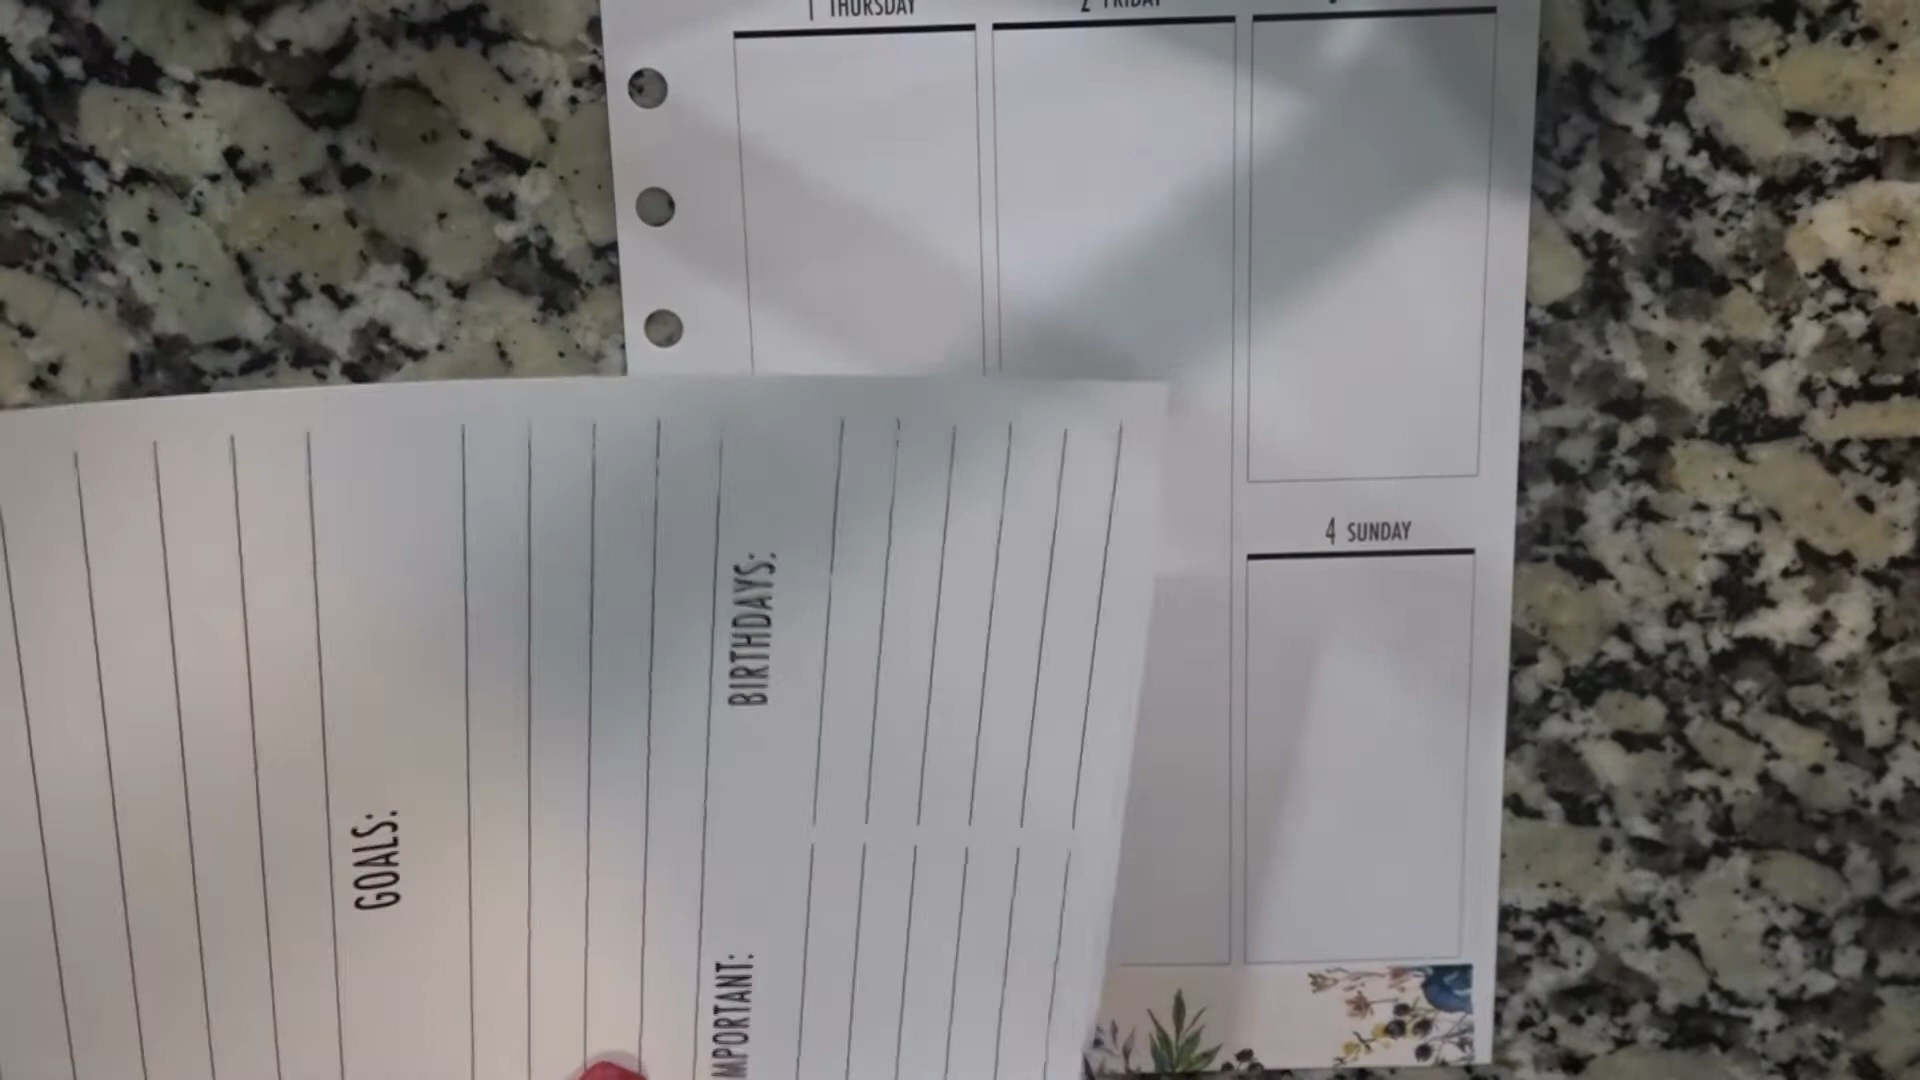 1 THURSDAY
2 FRIDAY
4 SUNDAY
BIRTHDAYS:
GOALS:
MPORTANT: